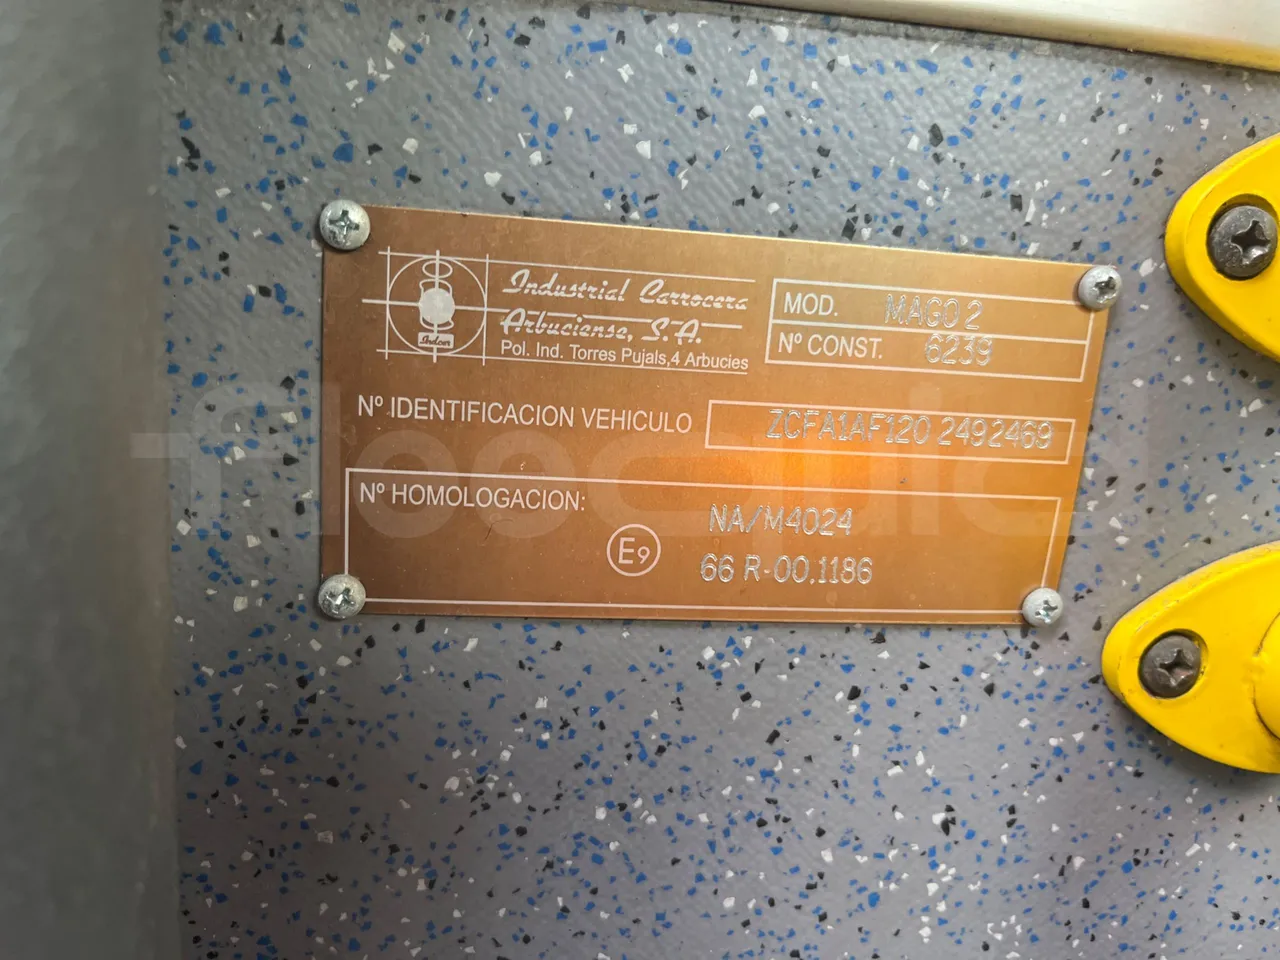 Industrial Carrocera
Arbuciense, S.A.
Pol. Ind. Torres Pujals,4 Arbucies
Indcar
MOD. MAGO 2
Nº CONST. 6239
Nº IDENTIFICACION VEHICULO ZCFA1AF120 2492469
Nº HOMOLOGACION: NA/M4024
E9 66 R-00.1186